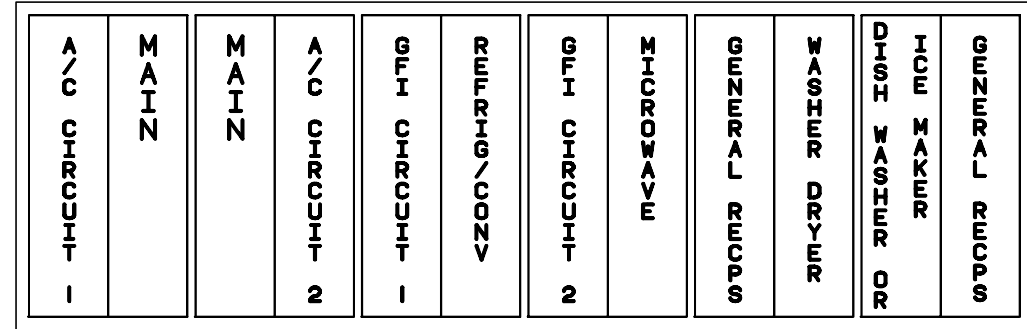 A/C CIRCUIT 1
MAIN
MAIN
A/C CIRCUIT 2
GFI CIRCUIT 1
REFRIG/CONV
GFI CIRCUIT 2
MICROWAVE
GENERAL RECPS
WASHER DRYER
DISH WASHER OR
ICE MAKER
GENERAL RECPS